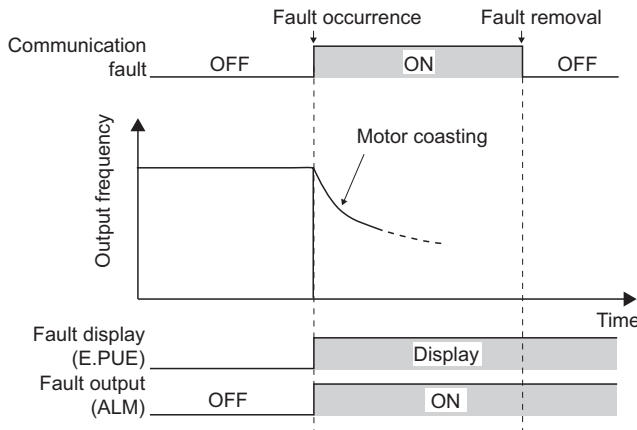 Fault occurrence
Fault removal
Communication
fault
OFF
ON
OFF
Output frequency
Motor coasting
Time
Fault display
(E.PUE)
Display
Fault output
(ALM)
OFF
ON